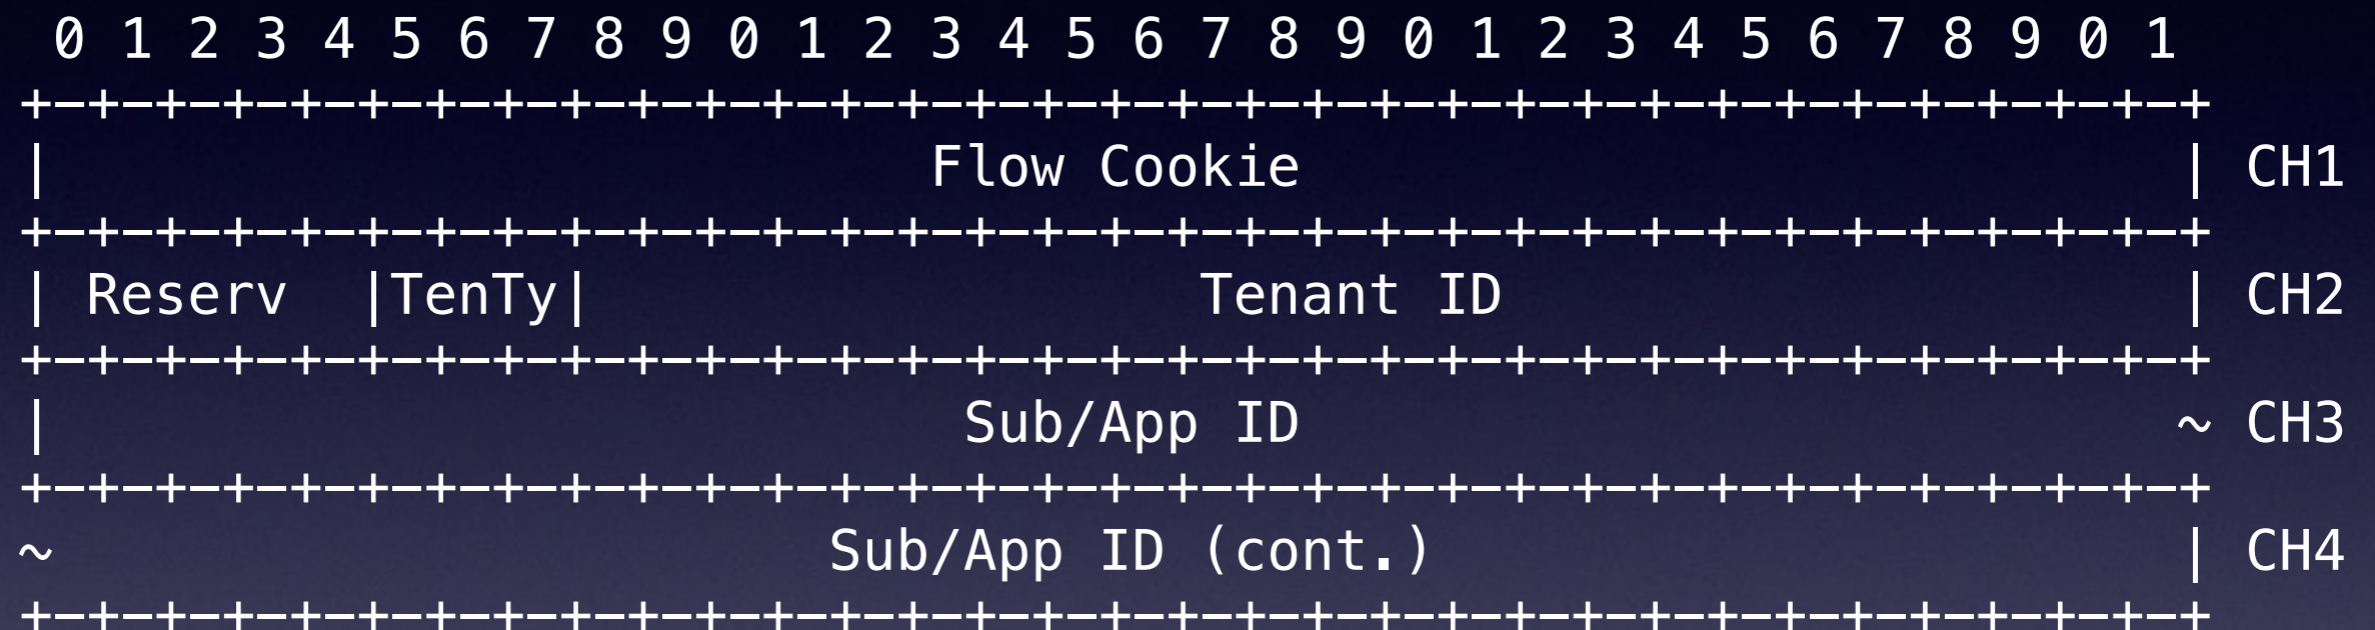 0 1 2 3 4 5 6 7 8 9 0 1 2 3 4 5 6 7 8 9 0 1 2 3 4 5 6 7 8 9 0 1
+-+-+-+-+-+-+-+-+-+-+-+-+-+-+-+-+-+-+-+-+-+-+-+-+-+-+-+-+-+-+-+-+
|                          Flow Cookie                          | CH1
+-+-+-+-+-+-+-+-+-+-+-+-+-+-+-+-+-+-+-+-+-+-+-+-+-+-+-+-+-+-+-+-+
| Reserv  |TenTy|                  Tenant ID                    | CH2
+-+-+-+-+-+-+-+-+-+-+-+-+-+-+-+-+-+-+-+-+-+-+-+-+-+-+-+-+-+-+-+-+
|                           Sub/App ID                          ~ CH3
+-+-+-+-+-+-+-+-+-+-+-+-+-+-+-+-+-+-+-+-+-+-+-+-+-+-+-+-+-+-+-+-+
~                       Sub/App ID (cont.)                      | CH4
+-+-+-+-+-+-+-+-+-+-+-+-+-+-+-+-+-+-+-+-+-+-+-+-+-+-+-+-+-+-+-+-+